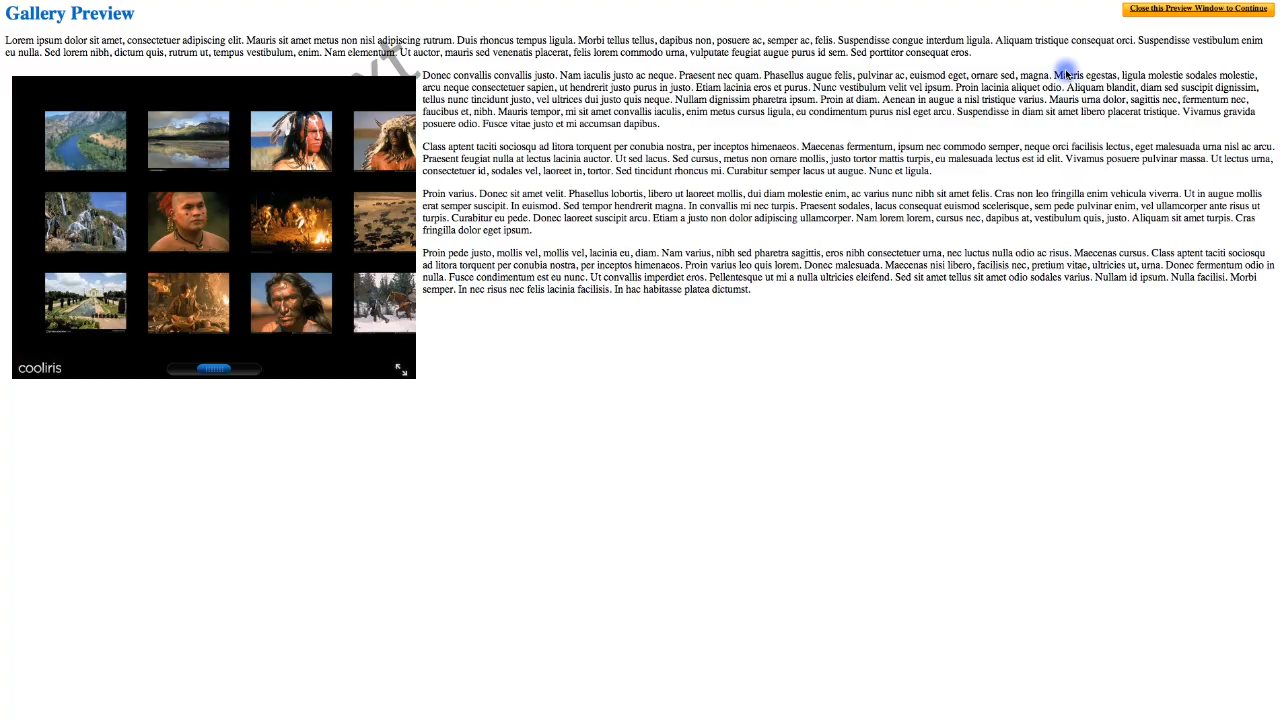 Gallery Preview
Close this Preview Window to Continue
Lorem ipsum dolor sit amet, consectetuer adipiscing elit. Mauris sit amet metus non nisl adipiscing rutrum. Duis rhoncus tempus ligula. Morbi tellus tellus, dapibus non, posuere ac, semper ac, felis. Suspendisse congue interdum ligula. Aliquam tristique consequat orci. Suspendisse vestibulum enim
eu nulla. Sed lorem nibh, dictum quis, rutrum ut, tempus vestibulum, enim. Nam elementum. Ut auctor, mauris sed venenatis placerat, felis lorem commodo urna, vulputate feugiat augue purus id sem. Sed porttitor consequat eros.
Donec convallis convallis justo. Nam iaculis justo ac neque. Praesent nec quam. Phasellus augue felis, pulvinar ac, euismod eget, ornare sed, magna. Mauris egestas, ligula molestie sodales molestie,
arcu neque consectetuer sapien, ut hendrerit justo purus in justo. Etiam lacinia eros et purus. Nunc vestibulum velit vel ipsum. Proin lacinia aliquet odio. Aliquam blandit, diam sed suscipit dignissim,
tellus nunc tincidunt justo, vel ultrices dui justo quis neque. Nullam dignissim pharetra ipsum. Proin at diam. Aenean in augue a nisl tristique varius. Mauris urna dolor, sagittis nec, fermentum nec,
faucibus et, nibh. Mauris tempor, mi sit amet convallis iaculis, enim metus cursus ligula, eu condimentum purus nisl eget arcu. Suspendisse in diam sit amet libero placerat tristique. Vivamus gravida
posuere odio. Fusce vitae justo et mi accumsan dapibus.
Class aptent taciti sociosqu ad litora torquent per conubia nostra, per inceptos himenaeos. Maecenas fermentum, ipsum nec commodo semper, neque orci facilisis lectus, eget malesuada urna nisl ac arcu.
Praesent feugiat nulla at lectus lacinia auctor. Ut sed lacus. Sed cursus, metus non ornare mollis, justo tortor mattis turpis, eu malesuada lectus est id elit. Vivamus posuere pulvinar massa. Ut lectus urna,
consectetuer id, sodales vel, laoreet in, tortor. Sed tincidunt rhoncus mi. Curabitur semper lacus ut augue. Nunc et ligula.
Proin varius. Donec sit amet velit. Phasellus lobortis, libero ut laoreet mollis, dui diam molestie enim, ac varius nunc nibh sit amet felis. Cras non leo fringilla enim vehicula viverra. Ut in augue mollis
erat semper suscipit. In euismod. Sed tempor hendrerit magna. In convallis mi nec turpis. Praesent sodales, lacus consequat euismod scelerisque, sem pede pulvinar enim, vel ullamcorper ante risus ut
turpis. Curabitur eu pede. Donec laoreet suscipit arcu. Etiam a justo non dolor adipiscing ullamcorper. Nam lorem lorem, cursus nec, dapibus at, vestibulum quis, justo. Aliquam sit amet turpis. Cras
fringilla dolor eget ipsum.
Proin pede justo, mollis vel, mollis vel, lacinia eu, diam. Nam varius, nibh sed pharetra sagittis, eros nibh consectetuer urna, nec luctus nulla odio ac risus. Maecenas cursus. Class aptent taciti sociosqu
ad litora torquent per conubia nostra, per inceptos himenaeos. Proin varius leo quis lorem. Donec malesuada. Maecenas nisi libero, facilisis nec, pretium vitae, ultricies ut, urna. Donec fermentum odio in
nulla. Fusce condimentum est eu nunc. Ut convallis imperdiet eros. Pellentesque ut mi a nulla ultricies eleifend. Sed sit amet tellus sit amet odio sodales varius. Nullam id ipsum. Nulla facilisi. Morbi
semper. In nec risus nec felis lacinia facilisis. In hac habitasse platea dictumst.
cooliris